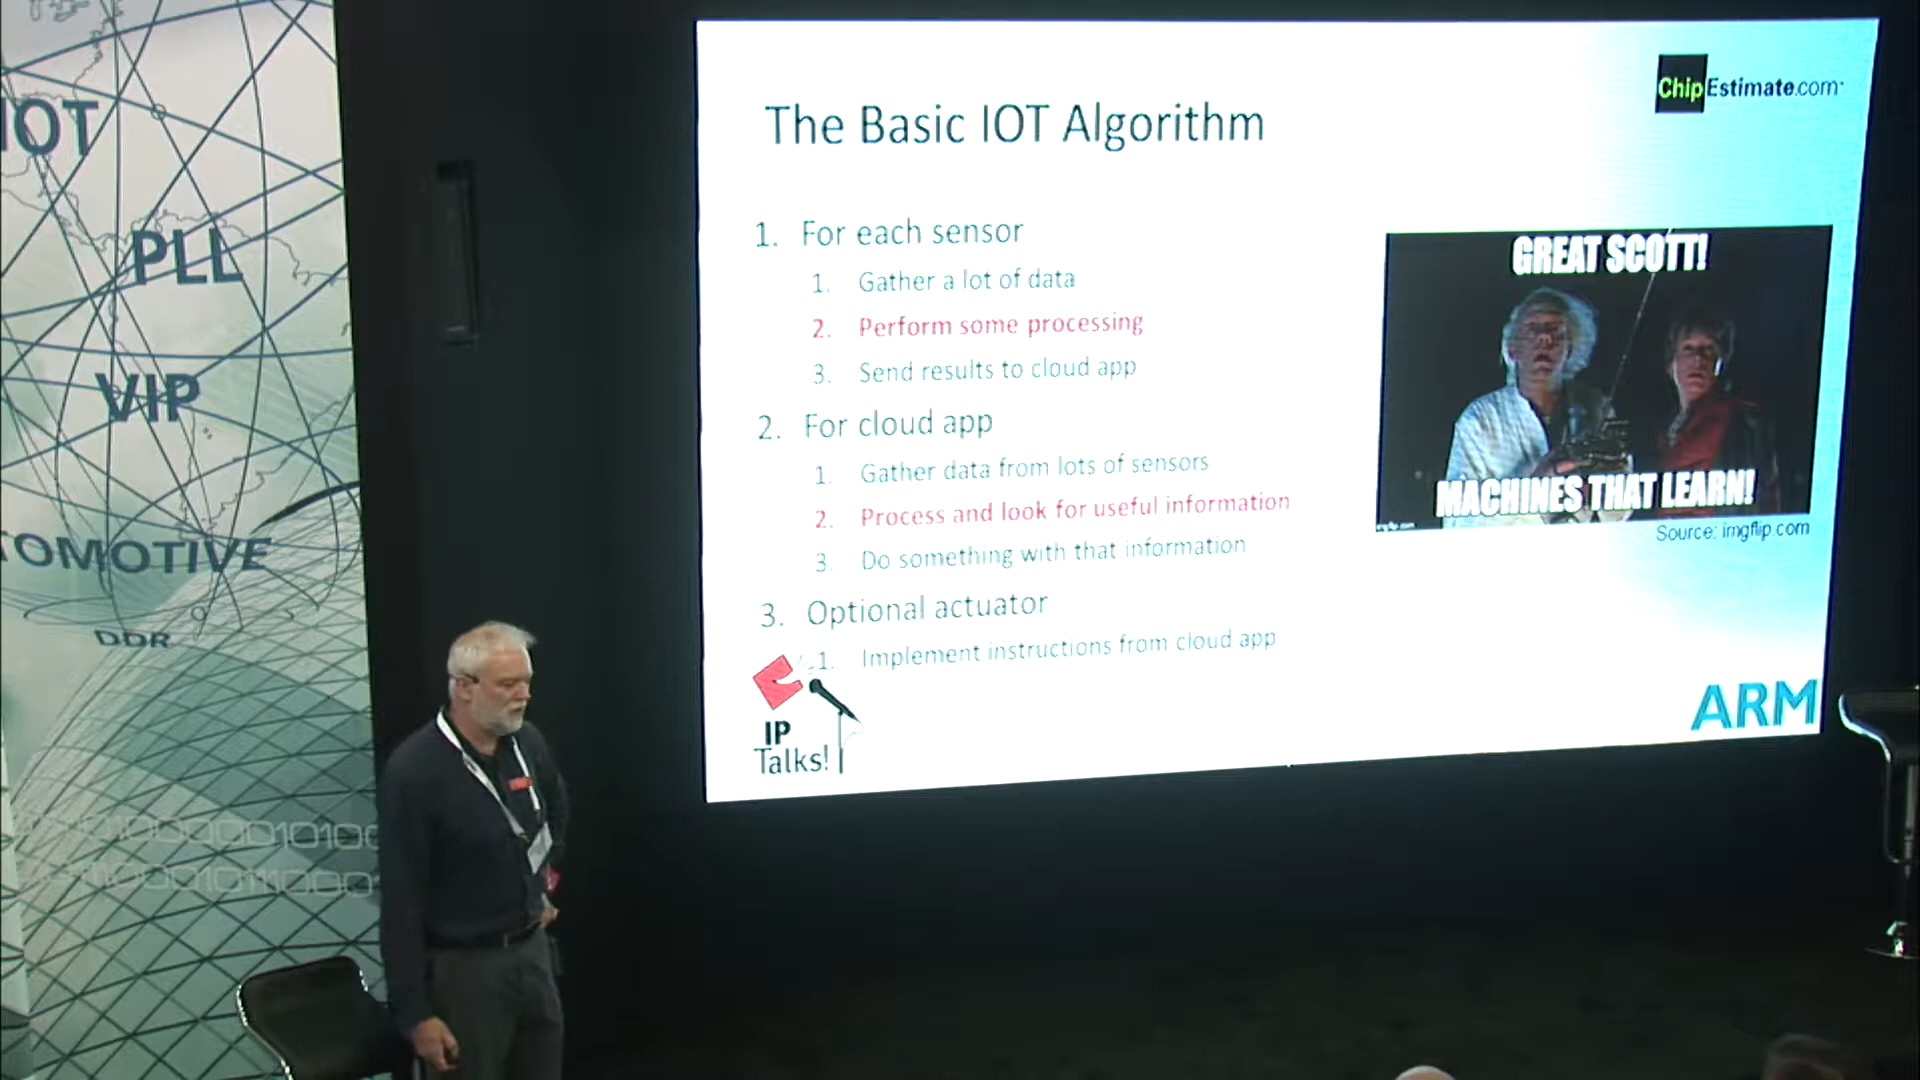 IOT
PLL
VIP
TOMOTIVE
DDR
The Basic IOT Algorithm
ChipEstimate.com
1. For each sensor
1. Gather a lot of data
2. Perform some processing
3. Send results to cloud app
2. For cloud app
1. Gather data from lots of sensors
2. Process and look for useful information
3. Do something with that information
3. Optional actuator
1. Implement instructions from cloud app
GREAT SCOTT!
MACHINES THAT LEARN!
Source: imgflip.com
IP
Talks!
ARM